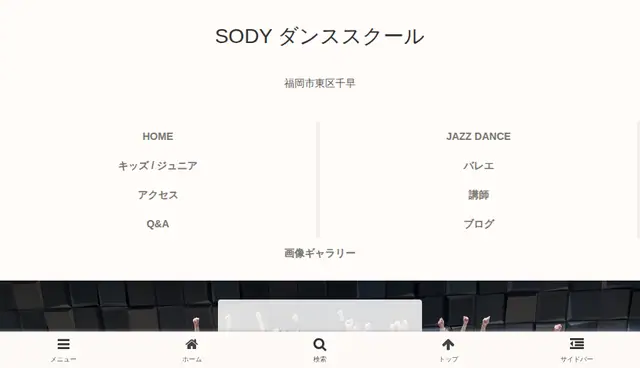 SODY ダンススクール
福岡市東区千早
HOME
JAZZ DANCE
キッズ / ジュニア
バレエ
アクセス
講師
Q&A
ブログ
画像ギャラリー
メニュー
ホーム
検索
トップ
サイドバー